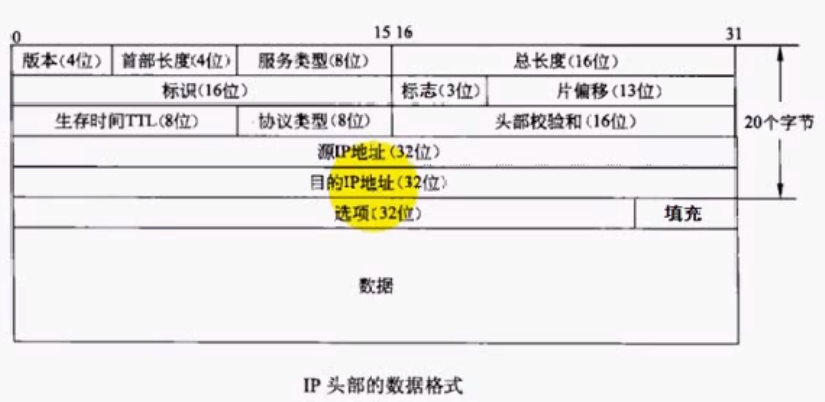 0 15 16 31
版本(4位) 首部长度(4位) 服务类型(8位) 总长度(16位)
标识(16位) 标志(3位) 片偏移(13位)
生存时间TTL(8位) 协议类型(8位) 头部校验和(16位) 20个字节
源IP地址(32位)
目的IP地址(32位)
选项(32位) 填充
数据
IP 头部的数据格式